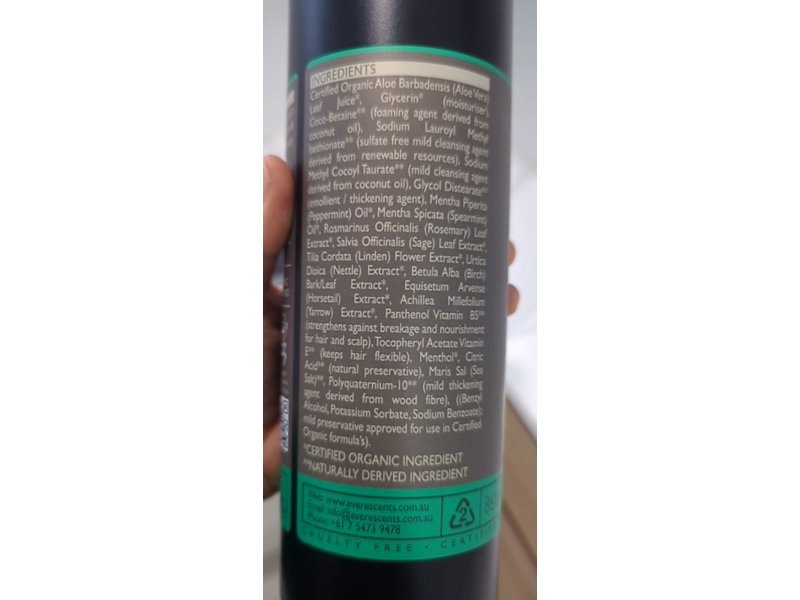 INGREDIENTS
Certified Organic Aloe Barbadensis (Aloe Vera)
Leaf Juice*, Glycerin* (moisturiser),
Coco-Betaine** (foaming agent derived from
coconut oil), Sodium Lauroyl Methyl
Isethionate** (sulfate free mild cleansing agent
derived from renewable resources), Sodium
Methyl Cocoyl Taurate** (mild cleansing agent
derived from coconut oil), Glycol Distearate**
(emollient / thickening agent), Mentha Piperita
(Peppermint) Oil*, Mentha Spicata (Spearmint)
Oil*, Rosmarinus Officinalis (Rosemary) Leaf
Extract*, Salvia Officinalis (Sage) Leaf Extract*,
Tilla Cordata (Linden) Flower Extract*, Urtica
Dioica (Nettle) Extract*, Betula Alba (Birch)
Bark/Leaf Extract*, Equisetum Arvense
(Horsetail) Extract*, Achillea Millefolium
(Yarrow) Extract*, Panthenol Vitamin B5**
(strengthens against breakage and nourishment
for hair and scalp), Tocopheryl Acetate Vitamin
E** (keeps hair flexible), Menthol*, Citric
Acid** (natural preservative), Maris Sal (Sea
Salt)**, Polyquaternium-10** (mild thickening
agent derived from wood fibre), ((Benzyl
Alcohol, Potassium Sorbate, Sodium Benzoate):
mild preservative approved for use in Certified
Organic formula's).
*CERTIFIED ORGANIC INGREDIENT
**NATURALLY DERIVED INGREDIENT
Web: www.everescents.com.au
Email: info@everescents.com.au
Phone: +61 7 5473 9478
2
CRUELTY FREE • CERTIFI